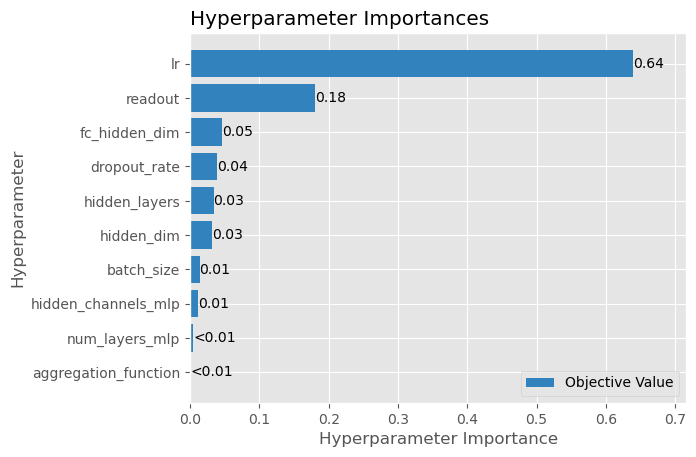 Hyperparameter Importances
Hyperparameter
lr
0.64
readout
0.18
fc_hidden_dim
0.05
dropout_rate
0.04
hidden_layers
0.03
hidden_dim
0.03
batch_size
0.01
hidden_channels_mlp
0.01
num_layers_mlp
<0.01
aggregation_function
<0.01
Objective Value
0.0 0.1 0.2 0.3 0.4 0.5 0.6 0.7
Hyperparameter Importance